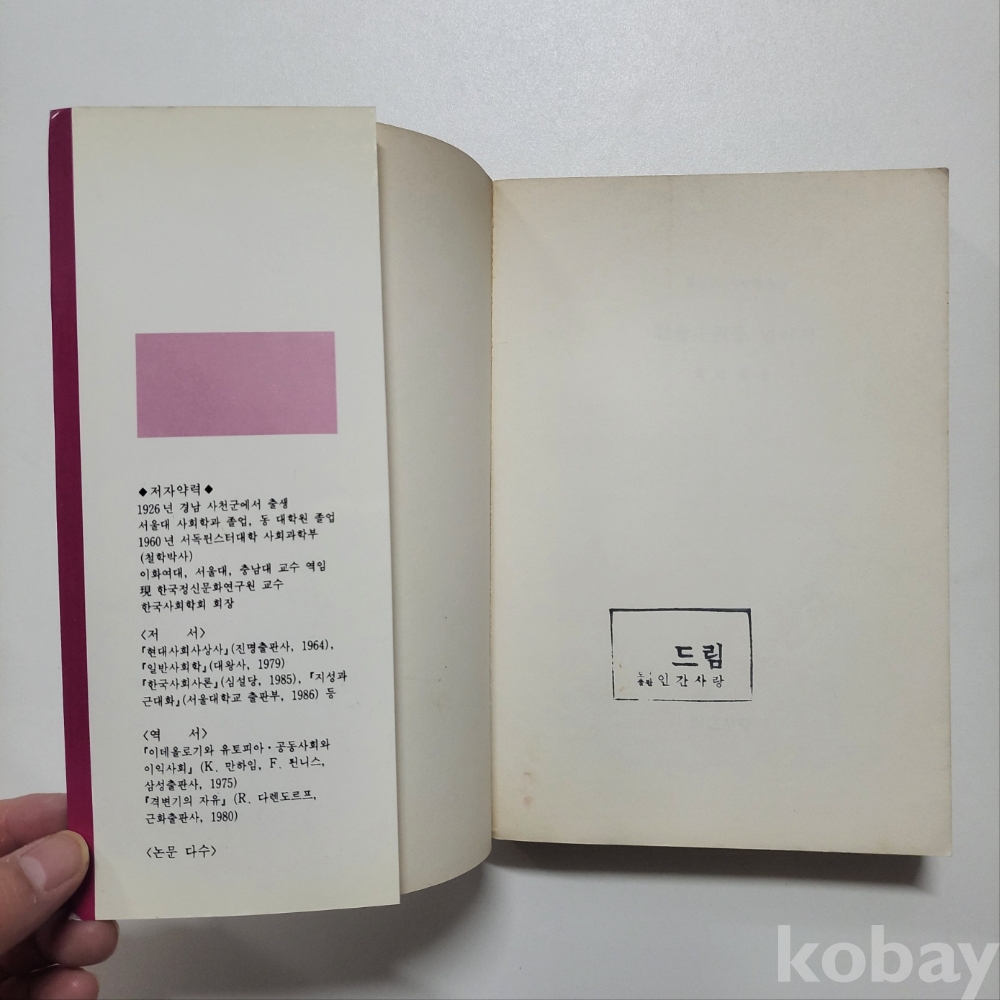 ◆저자약력◆
1926년 경남 사천군에서 출생
서울대 사회학과 졸업, 동 대학원 졸업
1960년 서독뮌스터대학 사회과학부
(철학박사)
이화여대, 서울대, 충남대 교수 역임
現 한국정신문화연구원 교수
한국사회학회 회장
〈저 서〉
『현대사회사상사』(진명출판사, 1964),
『일반사회학』(대왕사, 1979)
『한국사회사론』(심설당, 1985), 『지성과
근대화』(서울대학교 출판부, 1986) 등
〈역 서〉
『이데올로기와 유토피아·공동사회와
이익사회』(K. 만하임, F. 퇸니스,
삼성출판사, 1975)
『격변기의 자유』(R. 다렌도르프,
근화출판사, 1980)
〈논문 다수〉
드림
출판 인간사랑
kobay